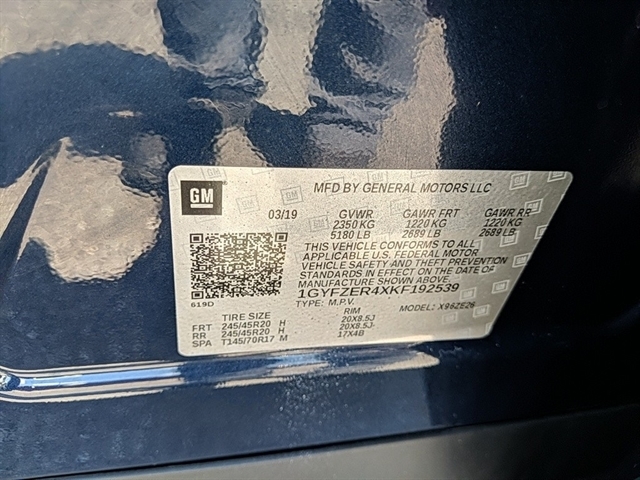 GM
MFD BY GENERAL MOTORS LLC
03/19 GVWR GAWR FRT GAWR RR
2350 KG 1220 KG 1220 KG
5180 LB 2689 LB 2689 LB
THIS VEHICLE CONFORMS TO ALL
APPLICABLE U.S. FEDERAL MOTOR
VEHICLE SAFETY AND THEFT PREVENTION
STANDARDS IN EFFECT ON THE DATE OF
MANUFACTURE SHOWN ABOVE.
1GYFZER4XKF192539
619D
TYPE: M.P.V. MODEL: X96ZE26
TIRE SIZE RIM
FRT 245/45R20 H 20X8.5J
RR 245/45R20 H 20X8.5J-
SPA T145/70R17 M 17X4B